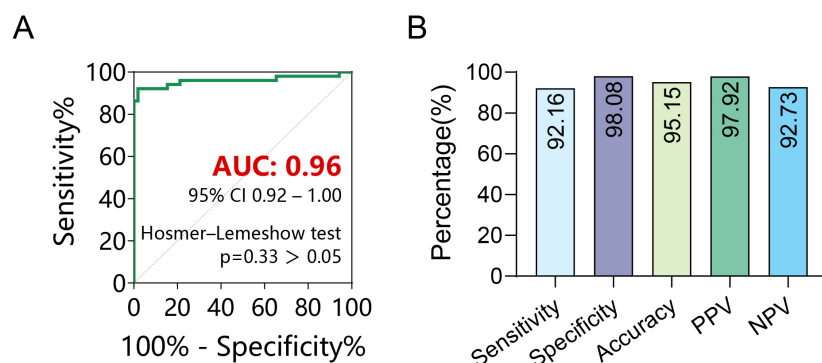 A
Sensitivity%
100
80
60
40
20
0
AUC: 0.96
95% CI 0.92 – 1.00
Hosmer–Lemeshow test
p=0.33 > 0.05
0 20 40 60 80 100
100% - Specificity%
B
Percentage(%)
100
80
60
40
20
0
92.16
98.08
95.15
97.92
92.73
Sensitivity
Specificity
Accuracy
PPV
NPV